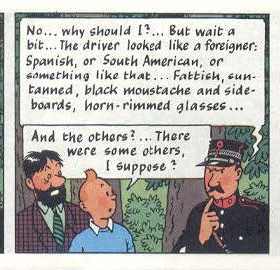 No... why should I?... But wait a
bit... The driver looked like a foreigner:
Spanish, or South American, or
something like that... Fattish, sun-
tanned, black moustache and side-
boards, horn-rimmed glasses...
And the others?... There
were some others,
I suppose?